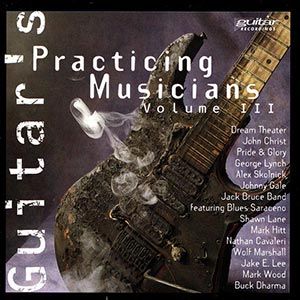 guitar
RECORDINGS
Guitar's
Practicing
Musicians
Volume III
Dream Theater
John Christ
Pride & Glory
George Lynch
Alex Skolnick
Johnny Gale
Jack Bruce Band
featuring Blues Saraceno
Shawn Lane
Mark Hitt
Nathan Cavaleri
Wolf Marshall
Jake E. Lee
Mark Wood
Buck Dharma